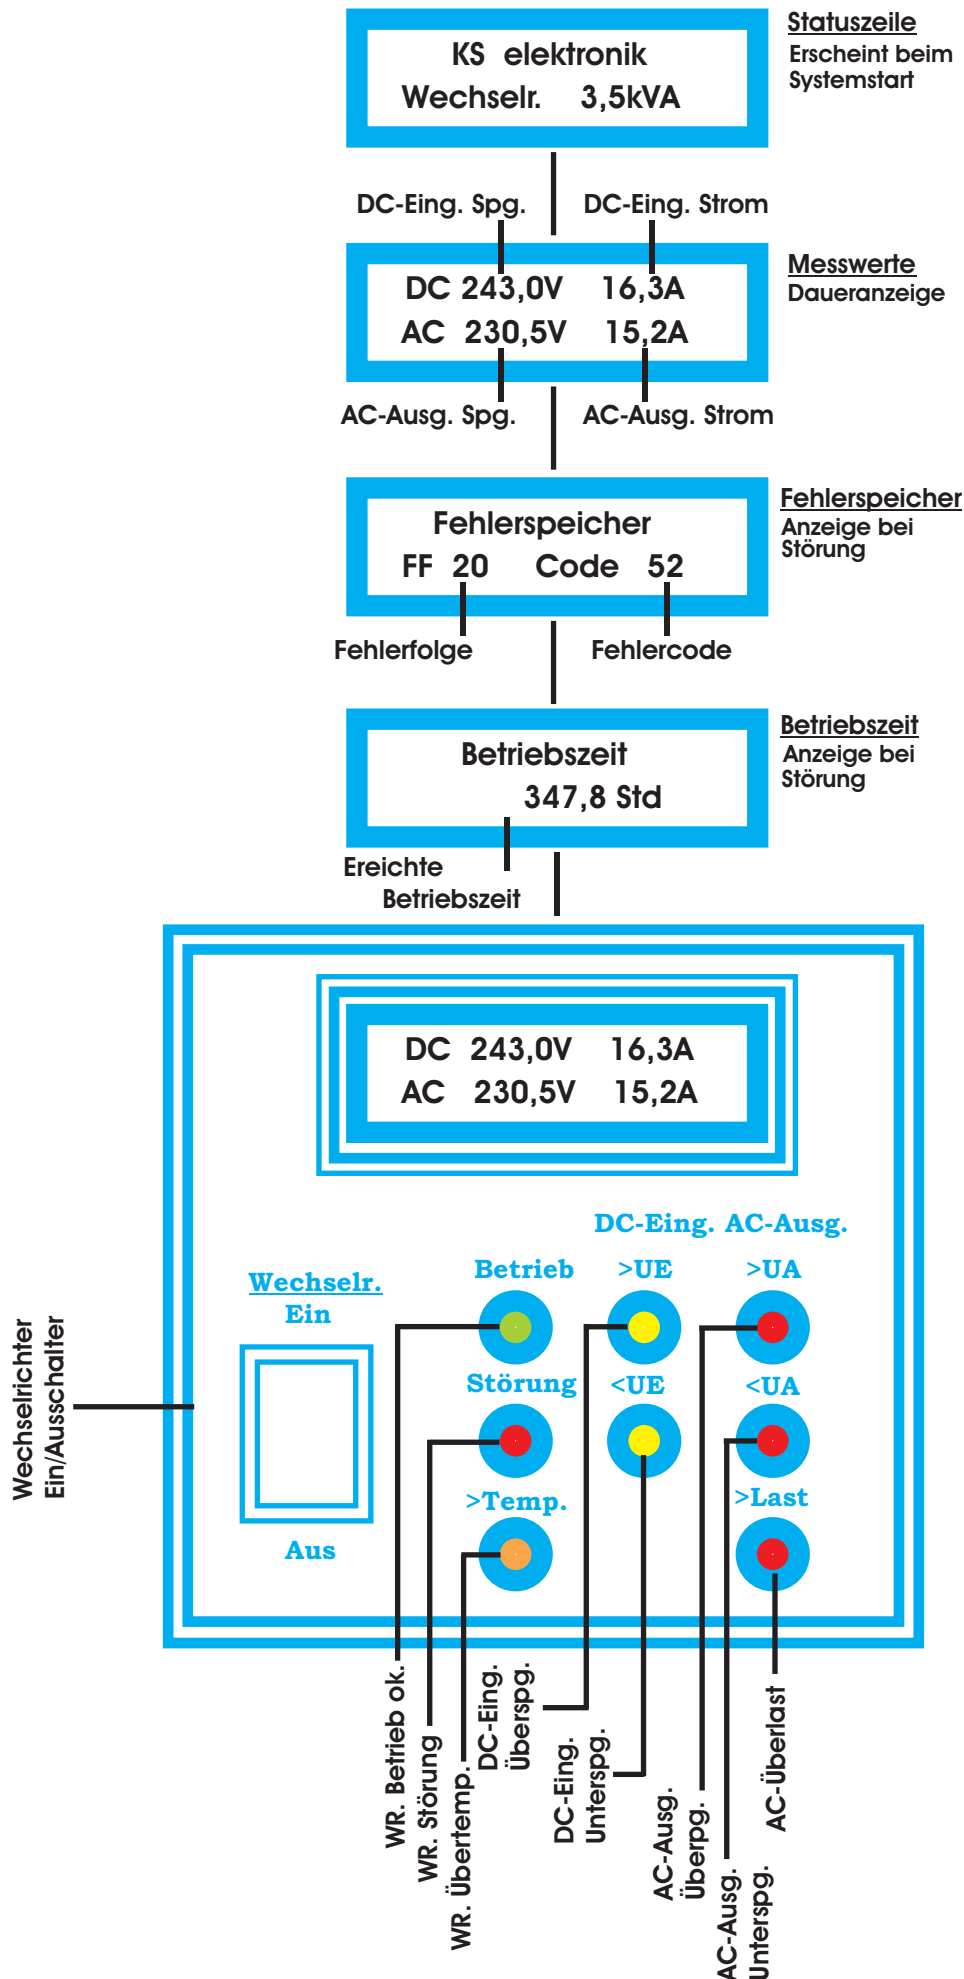 Statuszeile
Erscheint beim
Systemstart
KS elektronik
Wechselr. 3,5kVA
DC-Eing. Spg. DC-Eing. Strom
Messwerte
Daueranzeige
DC 243,0V 16,3A
AC 230,5V 15,2A
AC-Ausg. Spg. AC-Ausg. Strom
Fehlerspeicher
Anzeige bei
Störung
Fehlerspeicher
FF 20 Code 52
Fehlerfolge Fehlercode
Betriebszeit
Anzeige bei
Störung
Betriebszeit
347,8 Std
Ereichte
Betriebszeit
DC 243,0V 16,3A
AC 230,5V 15,2A
DC-Eing. AC-Ausg.
Wechselr.
Ein
Betrieb >UE >UA
Störung <UE <UA
>Temp. >Last
Aus
Wechselrichter
Ein/Ausschalter
WR. Betrieb ok.
WR. Störung
WR. Übertemp.
DC-Eing.
Überspg.
DC-Eing.
Unterspg.
AC-Ausg.
Überpg.
AC-Ausg.
Unterspg.
AC-Überlast